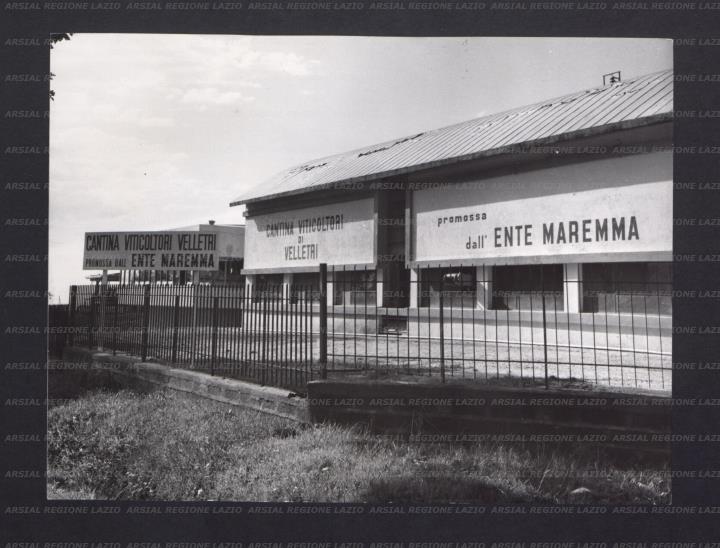 CANTINA VITICOLTORI VELLETRI
PROMOSSA DALL' ENTE MAREMMA
CANTINA VITICOLTORI
DI
VELLETRI
promossa
dall' ENTE MAREMMA
ARSIAL REGIONE LAZIO